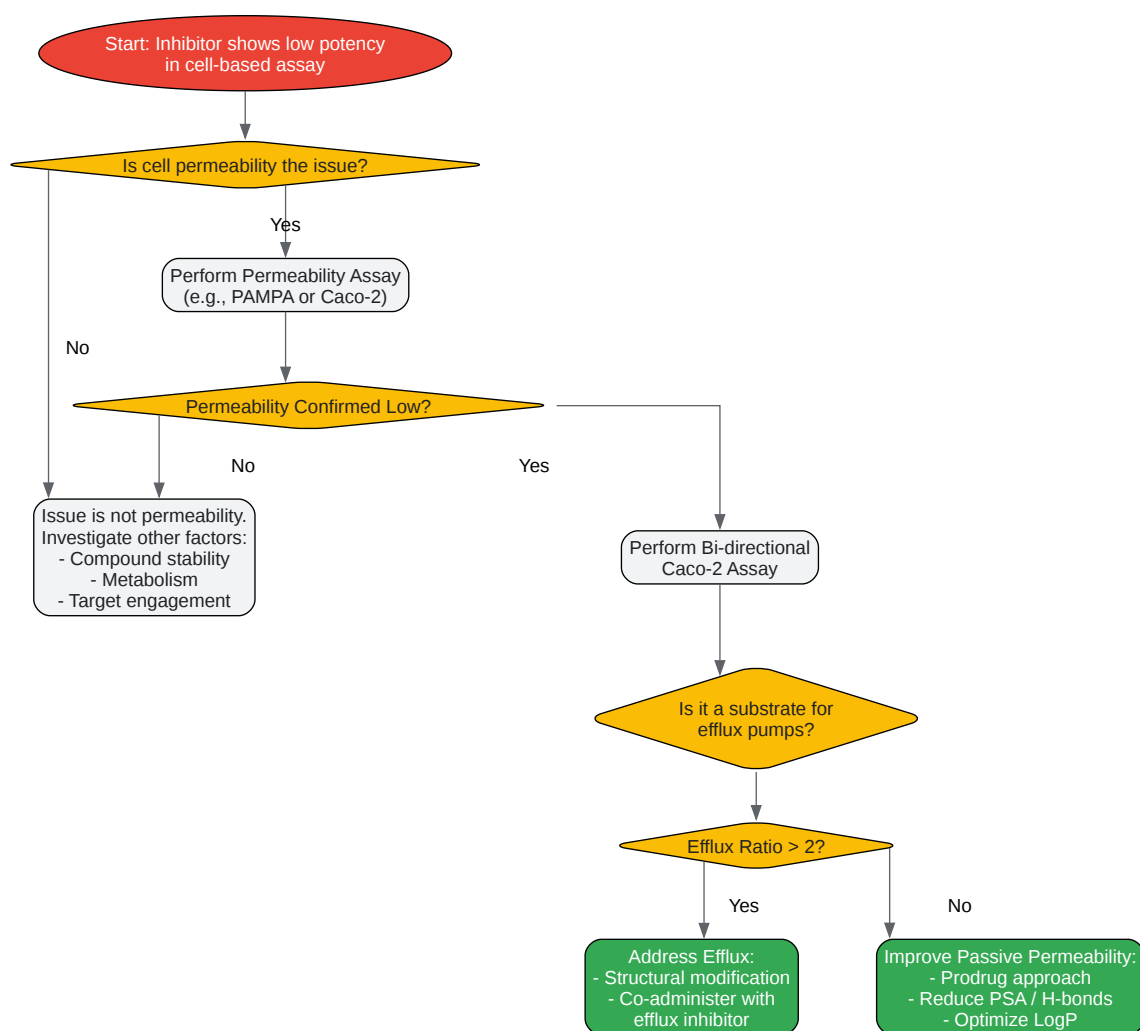 Start: Inhibitor shows low potency
in cell-based assay
Is cell permeability the issue?
Yes
Perform Permeability Assay
(e.g., PAMPA or Caco-2)
No
Permeability Confirmed Low?
No
Yes
Issue is not permeability.
Investigate other factors:
- Compound stability
- Metabolism
- Target engagement
Perform Bi-directional
Caco-2 Assay
Is it a substrate for
efflux pumps?
Efflux Ratio > 2?
Yes
No
Address Efflux:
- Structural modification
- Co-administer with
efflux inhibitor
Improve Passive Permeability:
- Prodrug approach
- Reduce PSA / H-bonds
- Optimize LogP